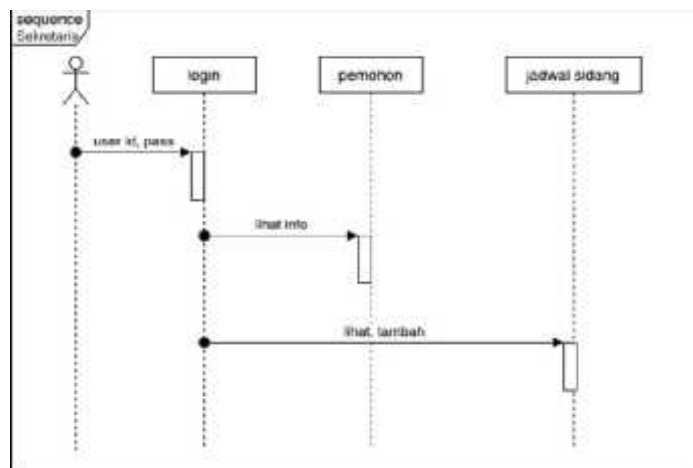 sequence
Sekretaris
login
pemohon
jadwal sidang
user id, pass
lihat info
lihat, tambah